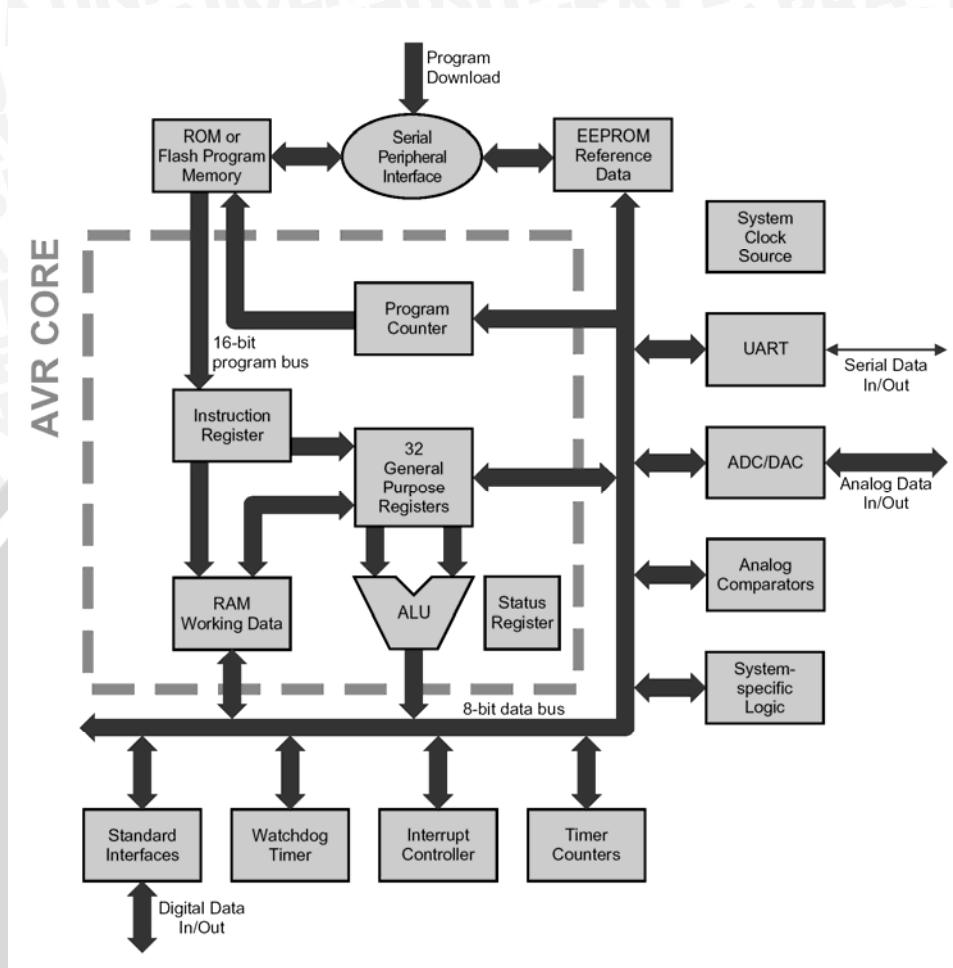 Program
Download
ROM or
Flash Program
Memory
Serial
Peripheral
Interface
EEPROM
Reference
Data
System
Clock
Source
AVR CORE
Program
Counter
16-bit
program bus
UART
Serial Data
In/Out
Instruction
Register
32
General
Purpose
Registers
ADC/DAC
Analog Data
In/Out
RAM
Working Data
ALU
Status
Register
Analog
Comparators
System-
specific
Logic
8-bit data bus
Standard
Interfaces
Watchdog
Timer
Interrupt
Controller
Timer
Counters
Digital Data
In/Out